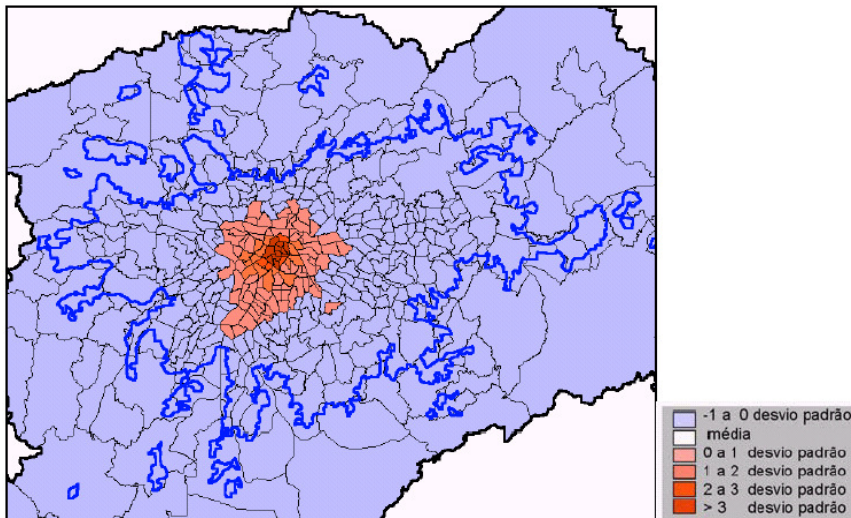 -1 a 0 desvio padrão
média
0 a 1 desvio padrão
1 a 2 desvio padrão
2 a 3 desvio padrão
> 3 desvio padrão